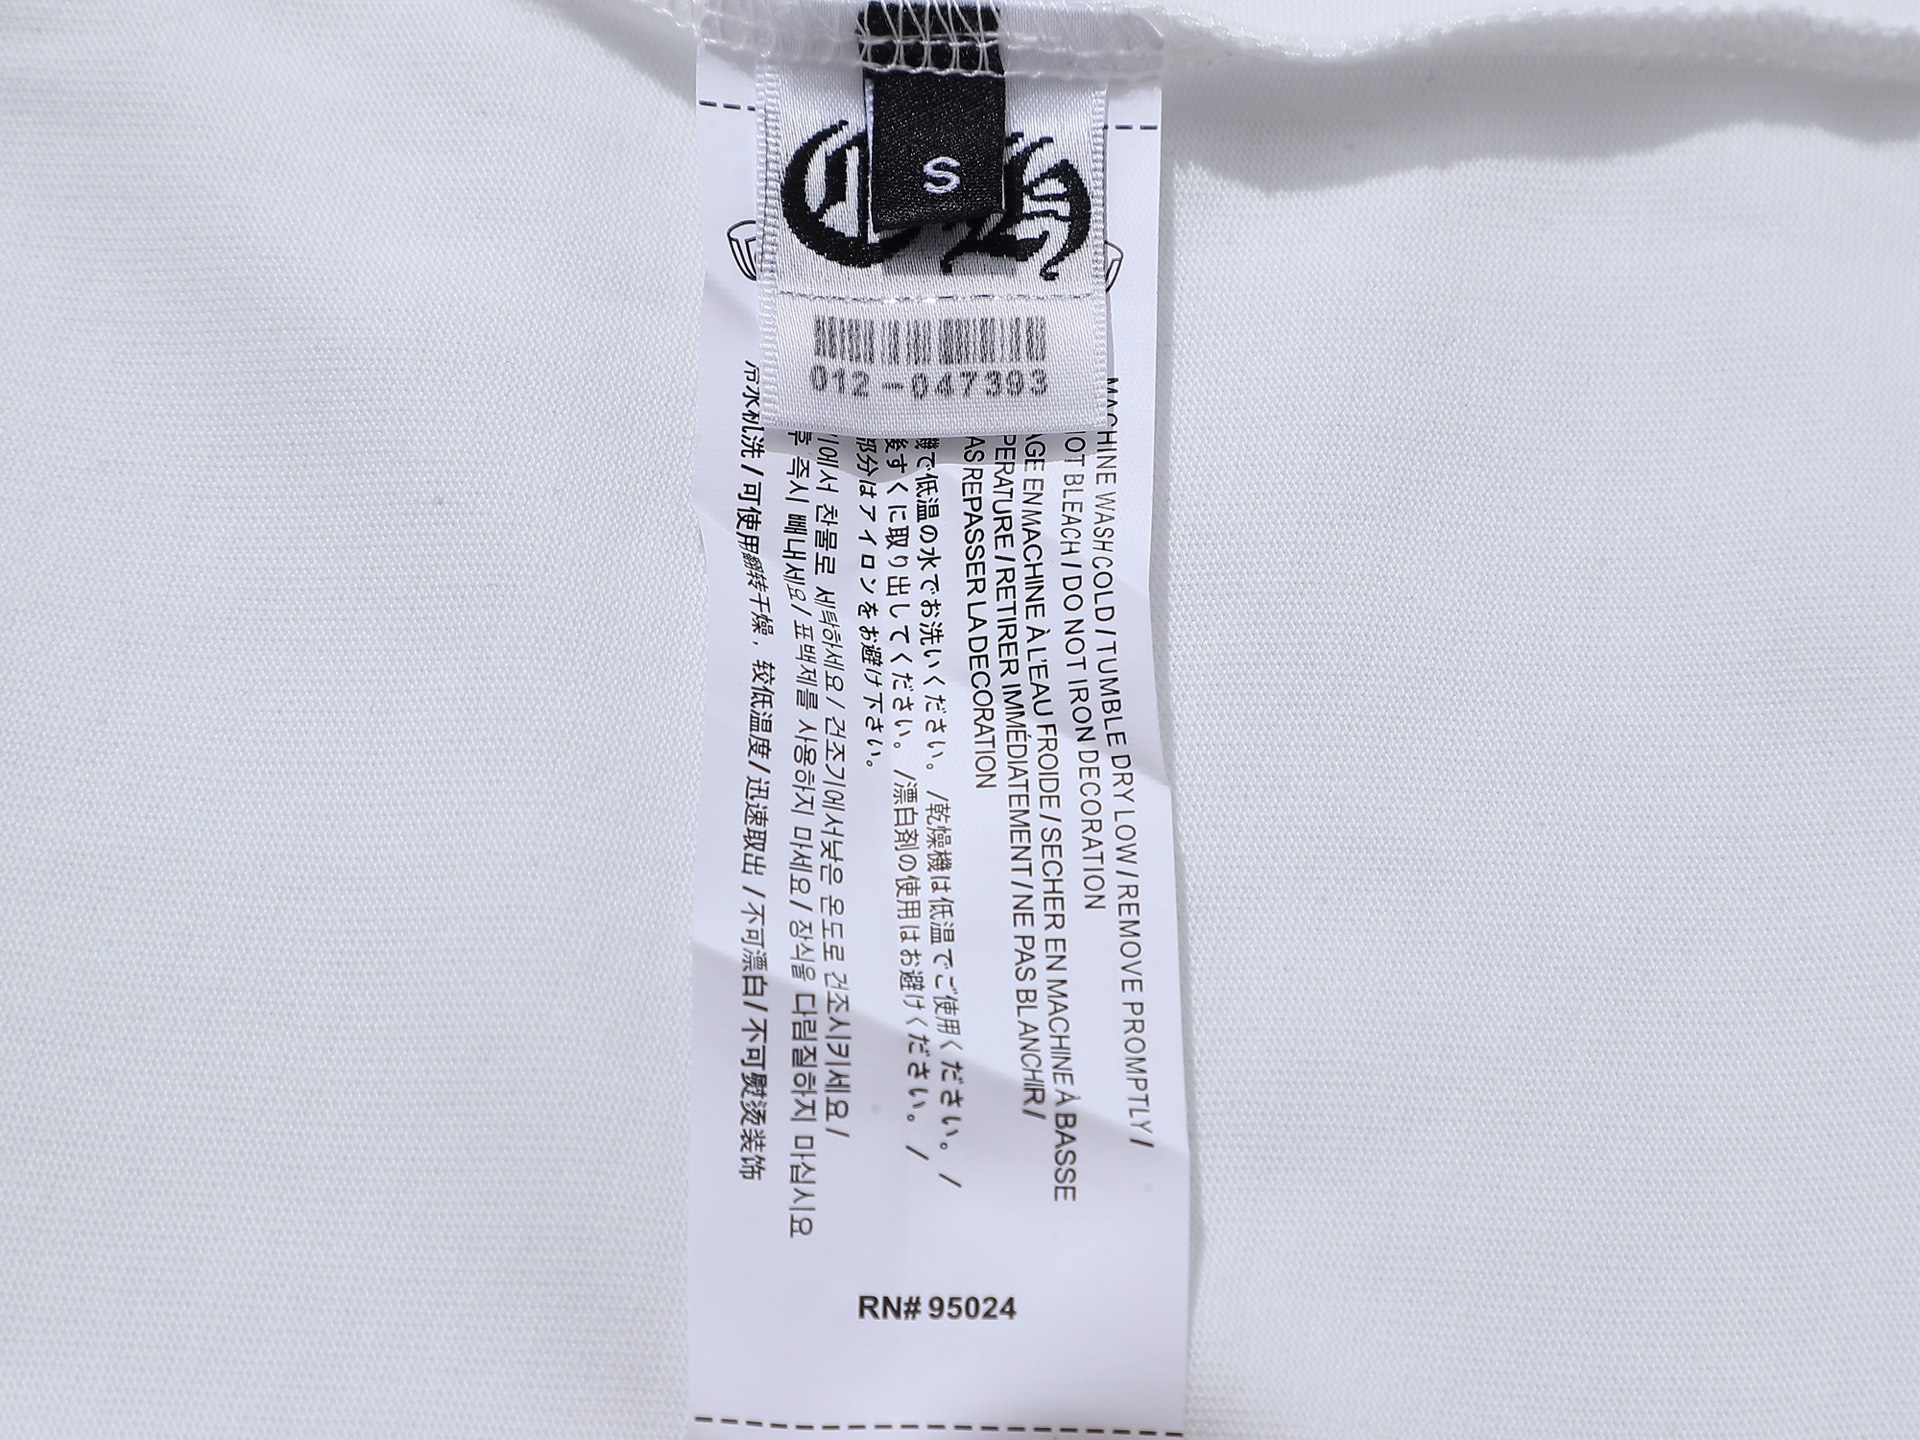 S
CH
012-047393
MACHINE WASH COLD / TUMBLE DRY LOW / REMOVE PROMPTLY /
BLEACH / DO NOT IRON DECORATION
EN MACHINE À L'EAU FROIDE / SECHER EN MACHINE À BASSE
/ RETIRER IMMÉDIATEMENT / NE PAS BLANCHIR /
REPASSER LA DECORATION
機で低温の水でお洗いください。/乾燥機は低温でご使用ください。/
後すぐに取り出してください。/漂白剤の使用はお避けください。/
部分はアイロンをお避け下さい。
에서 찬물로 세탁하세요 / 건조기에서낮은 온도로 건조시키세요 /
후 즉시 빼내세요 / 표백제를 사용하지 마세요 / 장식을 다림질하지 마십시요
冷水机洗 / 可使用翻转干燥，较低温度 / 迅速取出 / 不可漂白 / 不可熨烫装饰
RN# 95024